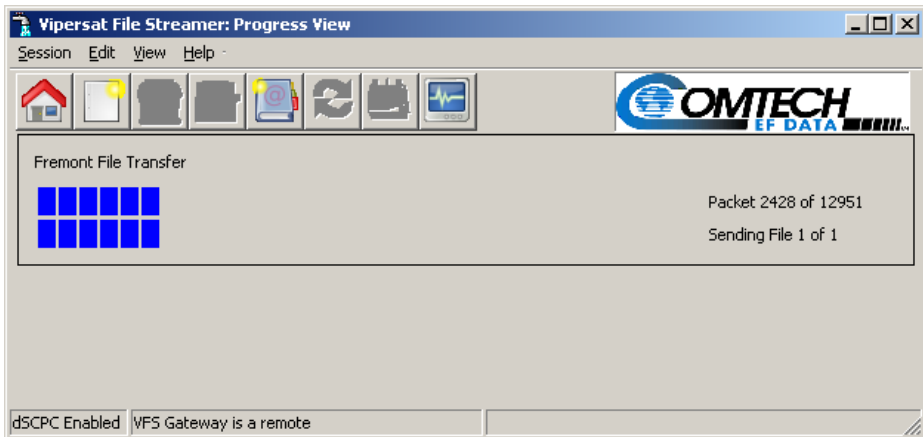 Vipersat File Streamer: Progress View
Session Edit View Help
COMTECH
EF DATA
Fremont File Transfer
Packet 2428 of 12951
Sending File 1 of 1
dSCPC Enabled VFS Gateway is a remote